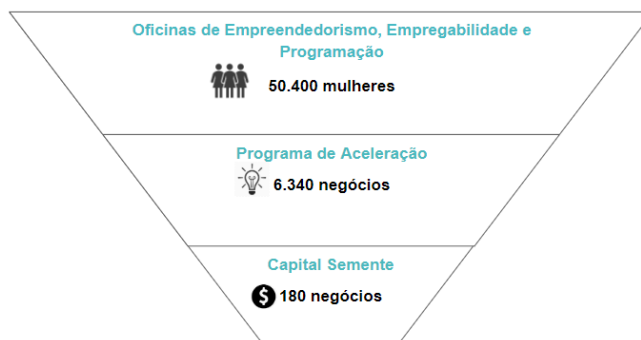 Oficinas de Empreendedorismo, Empregabilidade e
Programação
50.400 mulheres
Programa de Aceleração
6.340 negócios
Capital Semente
$ 180 negócios